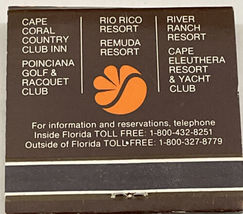 CAPE
CORAL
COUNTRY
CLUB INN
POINCIANA
GOLF &
RACQUET
CLUB
RIO RICO
RESORT
REMUDA
RESORT
RIVER
RANCH
RESORT
CAPE
ELEUTHERA
RESORT
& YACHT
CLUB
For information and reservations, telephone
Inside Florida TOLL FREE: 1-800-432-8251
Outside of Florida TOLL FREE: 1-800-327-8779